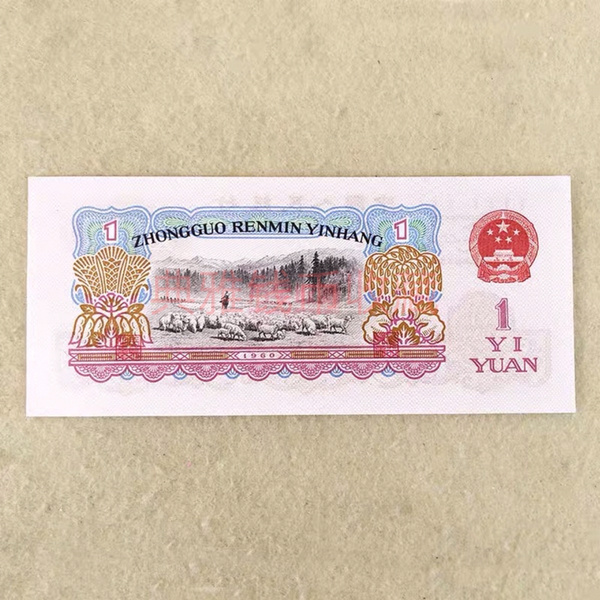 1
ZHONGGUO RENMIN YINHANG
1
1960
1
YI
YUAN